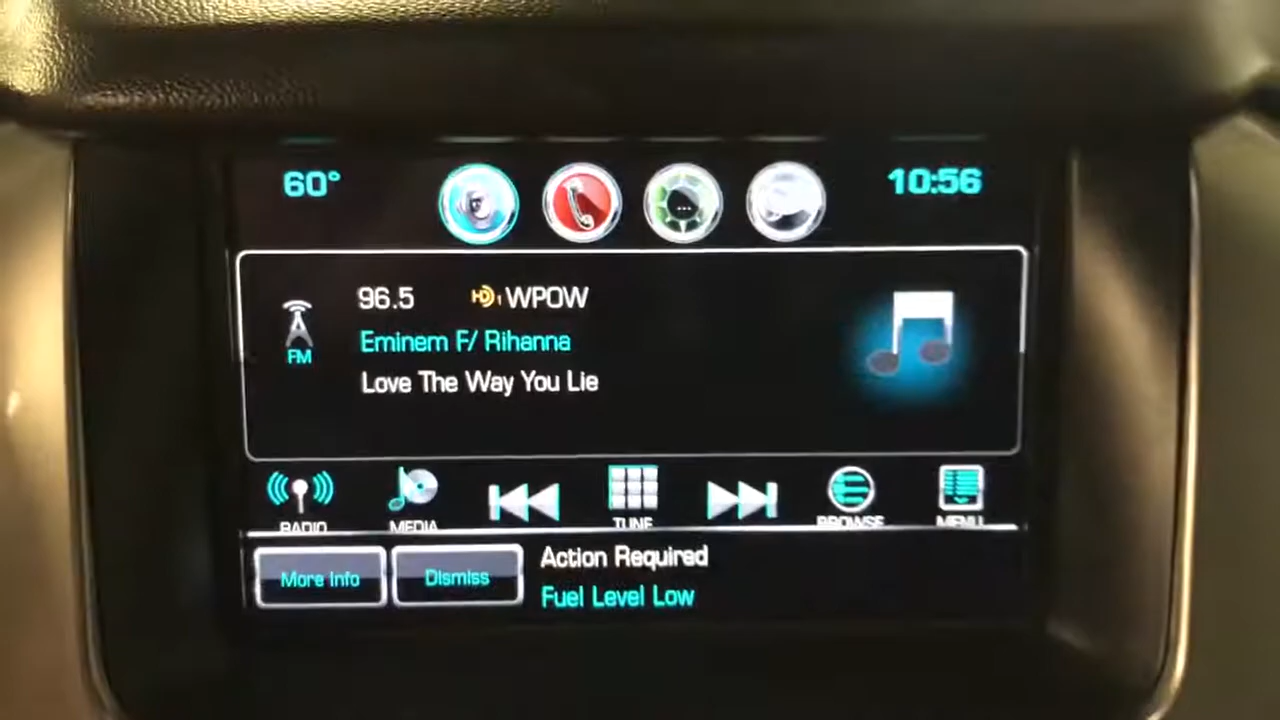 60° 10:56
96.5 HD1 WPOW
FM
Eminem F/ Rihanna
Love The Way You Lie
RADIO MEDIA TUNE BROWSE MENU
More Info Dismiss Action Required
Fuel Level Low